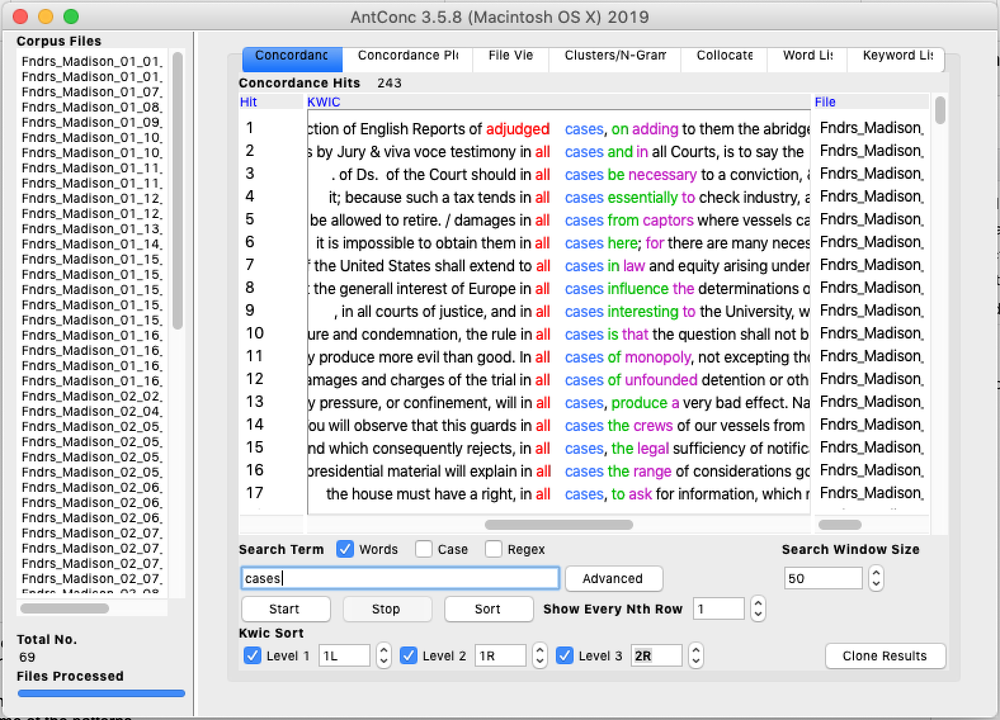 AntConc 3.5.8 (Macintosh OS X) 2019
Corpus Files
Fndrs_Madison_01_01_
Fndrs_Madison_01_01_
Fndrs_Madison_01_07_
Fndrs_Madison_01_08_
Fndrs_Madison_01_09_
Fndrs_Madison_01_10_
Fndrs_Madison_01_10_
Fndrs_Madison_01_11_
Fndrs_Madison_01_11_
Fndrs_Madison_01_12_
Fndrs_Madison_01_12_
Fndrs_Madison_01_13_
Fndrs_Madison_01_14_
Fndrs_Madison_01_15_
Fndrs_Madison_01_15_
Fndrs_Madison_01_15_
Fndrs_Madison_01_15_
Fndrs_Madison_01_15_
Fndrs_Madison_01_16_
Fndrs_Madison_01_16_
Fndrs_Madison_01_16_
Fndrs_Madison_01_16_
Fndrs_Madison_02_02_
Fndrs_Madison_02_04_
Fndrs_Madison_02_05_
Fndrs_Madison_02_05_
Fndrs_Madison_02_05_
Fndrs_Madison_02_05_
Fndrs_Madison_02_06_
Fndrs_Madison_02_06_
Fndrs_Madison_02_06_
Fndrs_Madison_02_07_
Fndrs_Madison_02_07_
Fndrs_Madison_02_07_
Fndrs_Madison_02_07_
Fndrs_Madison_02_08_
Total No.
69
Files Processed
Concordanc Concordance Pl File Vie Clusters/N-Gram Collocate Word Lis Keyword Lis
Concordance Hits 243
Hit KWIC File
1 ction of English Reports of adjudged cases, on adding to them the abridge Fndrs_Madison_
2 s by Jury & viva voce testimony in all cases and in all Courts, is to say the Fndrs_Madison_
3 . of Ds. of the Court should in all cases be necessary to a conviction, & Fndrs_Madison_
4 it; because such a tax tends in all cases essentially to check industry, a Fndrs_Madison_
5 be allowed to retire. / damages in all cases from captors where vessels ca Fndrs_Madison_
6 it is impossible to obtain them in all cases here; for there are many neces Fndrs_Madison_
7 f the United States shall extend to all cases in law and equity arising under Fndrs_Madison_
8 : the generall interest of Europe in all cases influence the determinations o Fndrs_Madison_
9 , in all courts of justice, and in all cases interesting to the University, w Fndrs_Madison_
10 ure and condemnation, the rule in all cases is that the question shall not b Fndrs_Madison_
11 y produce more evil than good. In all cases of monopoly, not excepting the Fndrs_Madison_
12 amages and charges of the trial in all cases of unfounded detention or oth Fndrs_Madison_
13 y pressure, or confinement, will in all cases, produce a very bad effect. Na Fndrs_Madison_
14 ou will observe that this guards in all cases the crews of our vessels from Fndrs_Madison_
15 nd which consequently rejects, in all cases, the legal sufficiency of notific Fndrs_Madison_
16 presidential material will explain in all cases the range of considerations go Fndrs_Madison_
17 the house must have a right, in all cases, to ask for information, which r Fndrs_Madison_
Search Term Words Case Regex Search Window Size
cases Advanced 50
Start Stop Sort Show Every Nth Row 1
Kwic Sort
Level 1 1L Level 2 1R Level 3 2R Clone Results